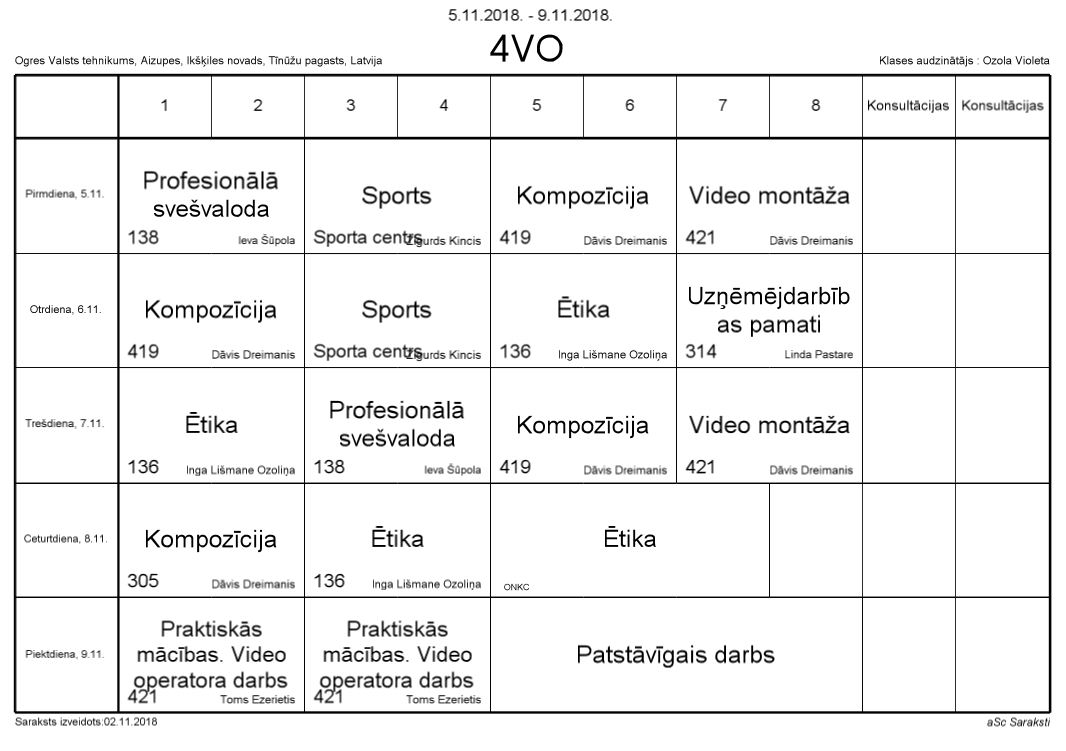 5.11.2018. - 9.11.2018.
4VO
Ogres Valsts tehnikums, Aizupes, Ikšķiles novads, Tīnūžu pagasts, Latvija
Klases audzinātājs : Ozola Violeta
1 2 3 4 5 6 7 8 Konsultācijas Konsultācijas
Pirmdiena, 5.11.
Profesionālā
svešvaloda
138 Ieva Šūpola
Sports
Sporta centrs Zigurds Kincis
Kompozīcija
419 Dāvis Dreimanis
Video montāža
421 Dāvis Dreimanis
Otrdiena, 6.11.
Kompozīcija
419 Dāvis Dreimanis
Sports
Sporta centrs Zigurds Kincis
Ētika
136 Inga Lišmane Ozoliņa
Uzņēmējdarbīb
as pamati
314 Linda Pastare
Trešdiena, 7.11.
Ētika
136 Inga Lišmane Ozoliņa
Profesionālā
svešvaloda
138 Ieva Šūpola
Kompozīcija
419 Dāvis Dreimanis
Video montāža
421 Dāvis Dreimanis
Ceturtdiena, 8.11.
Kompozīcija
305 Dāvis Dreimanis
Ētika
136 Inga Lišmane Ozoliņa
Ētika
ONKC
Piektdiena, 9.11.
Praktiskās
mācības. Video
operatora darbs
421 Toms Ezerietis
Praktiskās
mācības. Video
operatora darbs
421 Toms Ezerietis
Patstāvīgais darbs
Saraksts izveidots:02.11.2018
aSc Saraksti